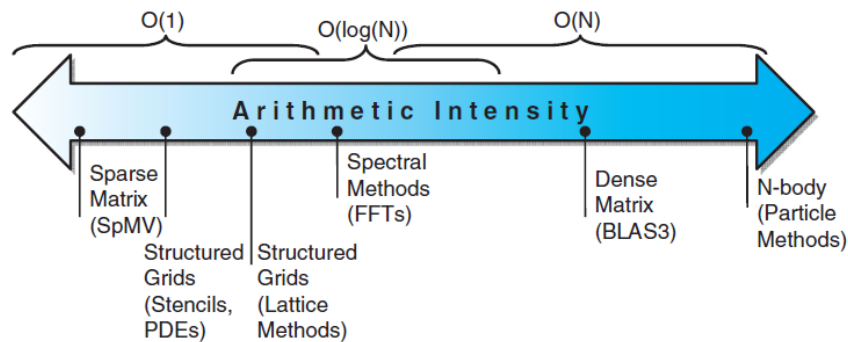 O(1)
O(log(N))
O(N)
Arithmetic Intensity
Sparse
Matrix
(SpMV)
Structured
Grids
(Stencils,
PDEs)
Structured
Grids
(Lattice
Methods)
Spectral
Methods
(FFTs)
Dense
Matrix
(BLAS3)
N-body
(Particle
Methods)